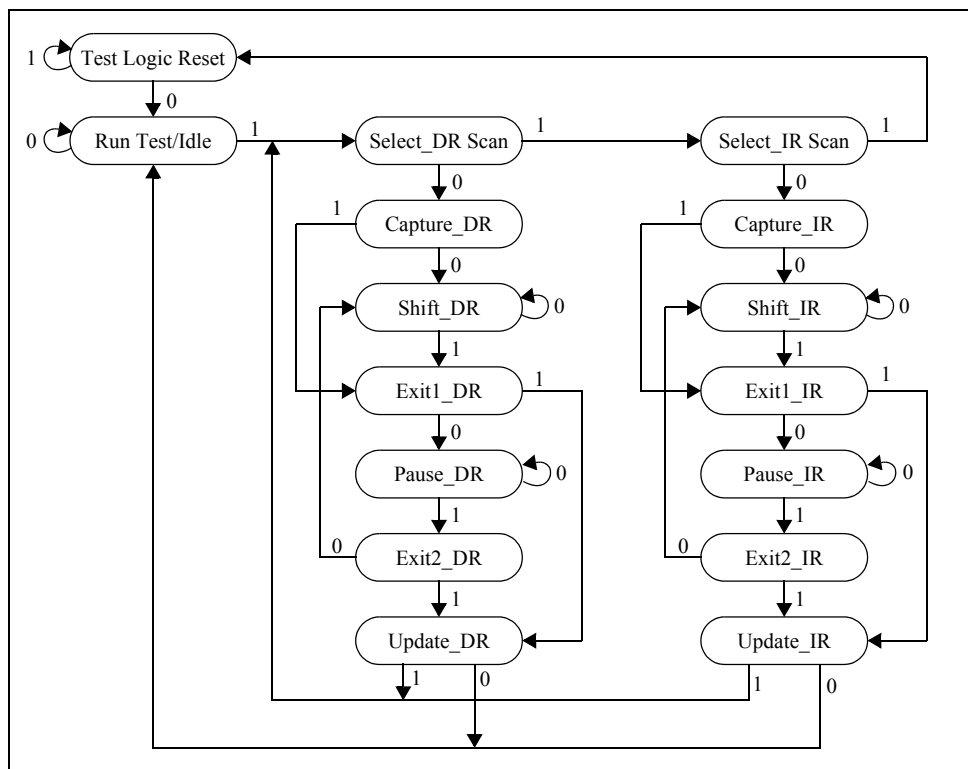 Test Logic Reset
1
0
Run Test/Idle
0
1
Select_DR Scan
1
Select_IR Scan
1
0
0
1
Capture_DR
1
Capture_IR
0
0
Shift_DR
0
Shift_IR
0
1
1
Exit1_DR
1
Exit1_IR
1
0
0
Pause_DR
0
Pause_IR
0
1
1
0
Exit2_DR
0
Exit2_IR
1
1
Update_DR
Update_IR
1
0
1
0